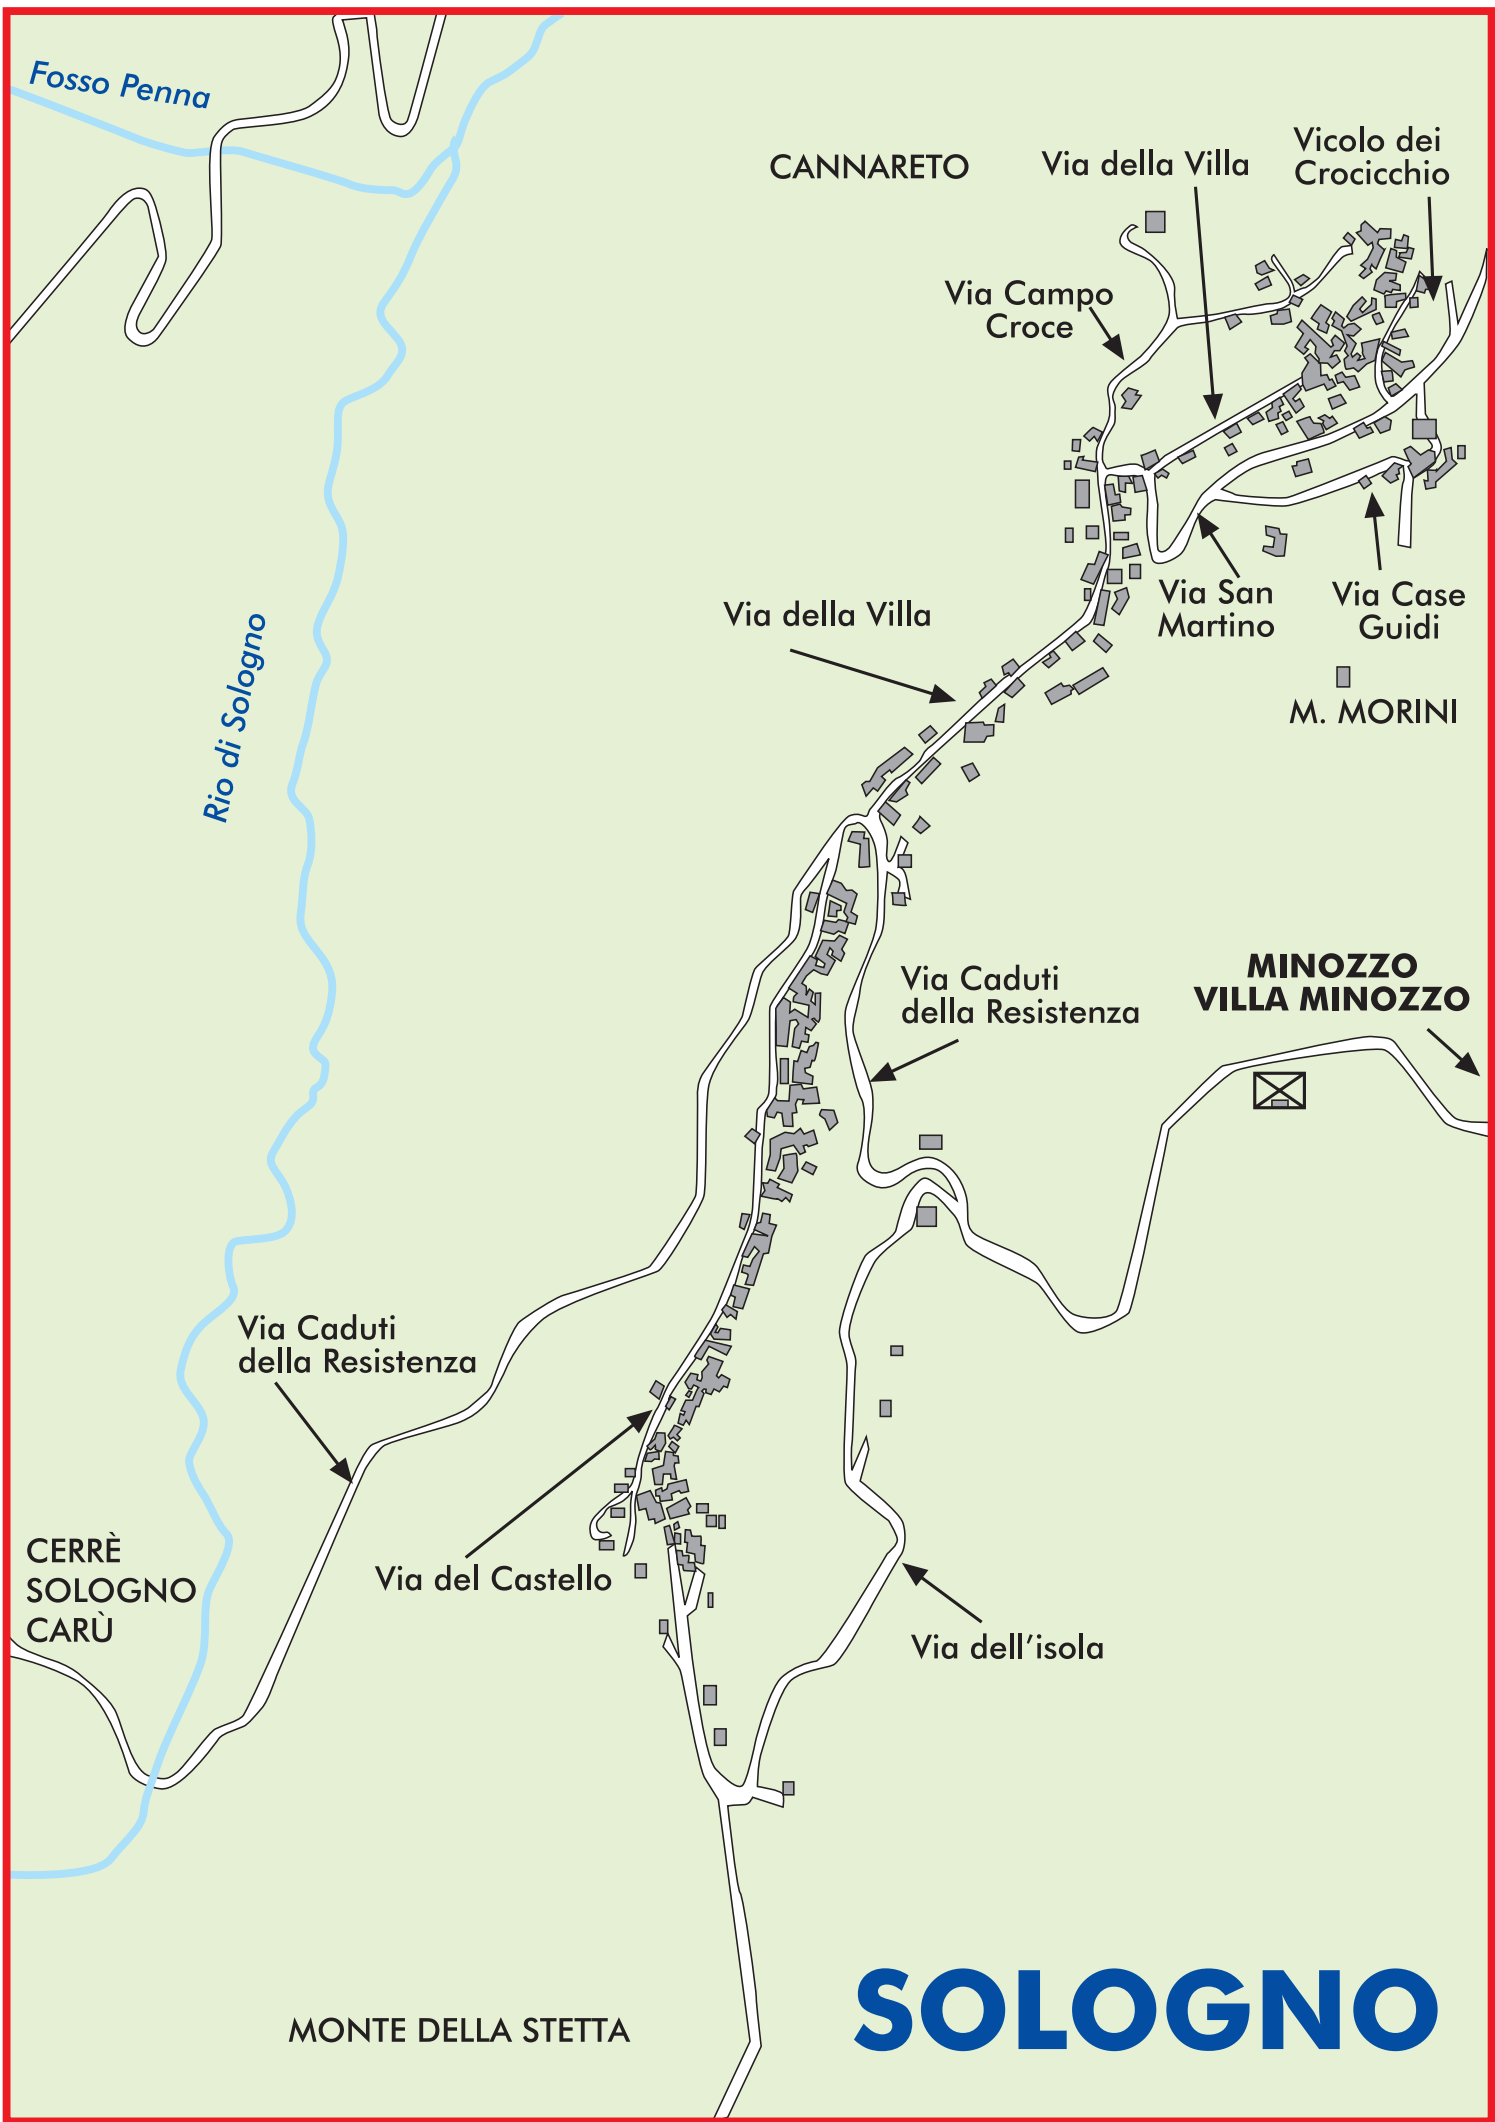 Fosso Penna
CANNARETO
Via della Villa
Vicolo dei
Crocicchio
Via Campo
Croce
Via della Villa
Via San
Martino
Via Case
Guidi
M. MORINI
Rio di Sologno
Via Caduti
della Resistenza
MINOZZO
VILLA MINOZZO
Via Caduti
della Resistenza
CERRÈ
SOLOGNO
CARÙ
Via del Castello
Via dell'isola
MONTE DELLA STETTA
SOLOGNO